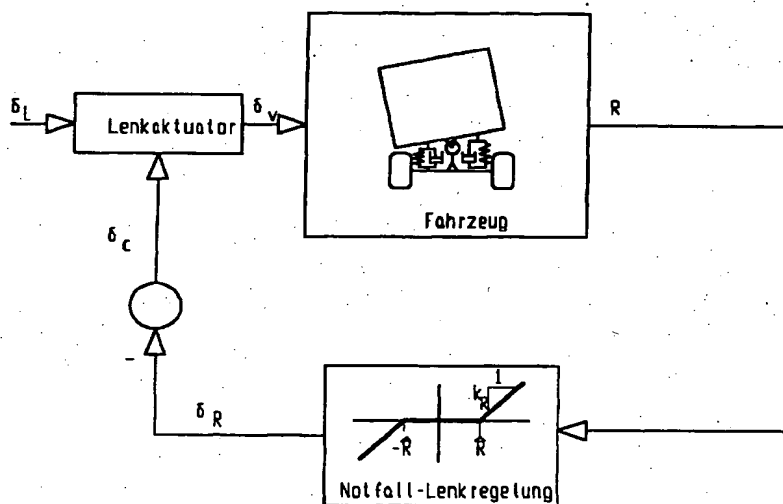 δL
Lenkaktuator
δv
Fahrzeug
R
δc
-
δR
kR
1
-R̂
R̂
Notfall-Lenkregelung